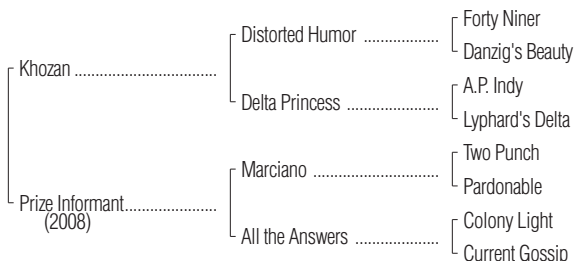 Forty Niner
Distorted Humor ..................
Danzig's Beauty
Khozan ..................................
A.P. Indy
Delta Princess ....................
Lyphard's Delta
Two Punch
Marciano ..............................
Pardonable
Prize Informant......................
(2008)
Colony Light
All the Answers ....................
Current Gossip